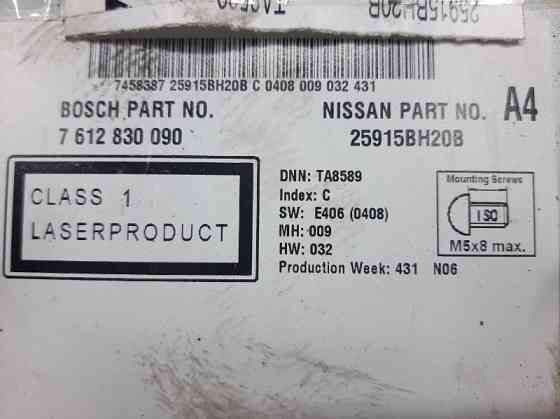 25915BH20B
7458387 25915BH20B C 0408 009 032 431
BOSCH PART NO.
7 612 830 090
NISSAN PART NO.
25915BH20B
A4
CLASS 1
LASERPRODUCT
DNN: TA8589
Index: C
SW: E406 (0408)
MH: 009
HW: 032
Production Week: 431 N06
Mounting Screws
ISO
M5x8 max.